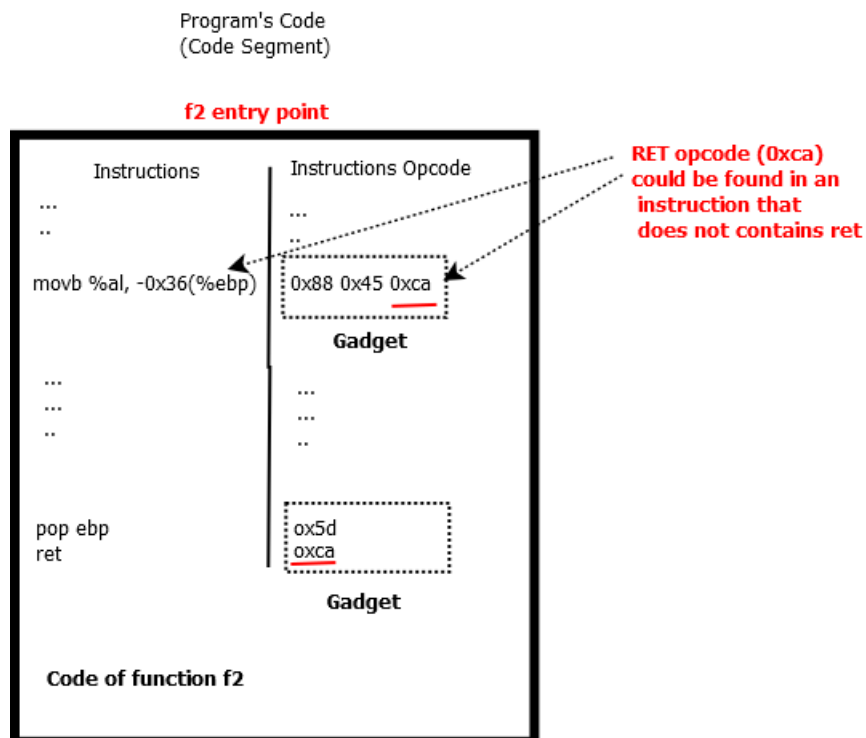 Program's Code
(Code Segment)
f2 entry point
Instructions
Instructions Opcode
...
..
...
..
RET opcode (0xca)
could be found in an
instruction that
does not contains ret
movb %al, -0x36(%ebp)
0x88 0x45 0xca
Gadget
...
...
..
...
...
..
pop ebp
ret
ox5d
oxca
Gadget
Code of function f2